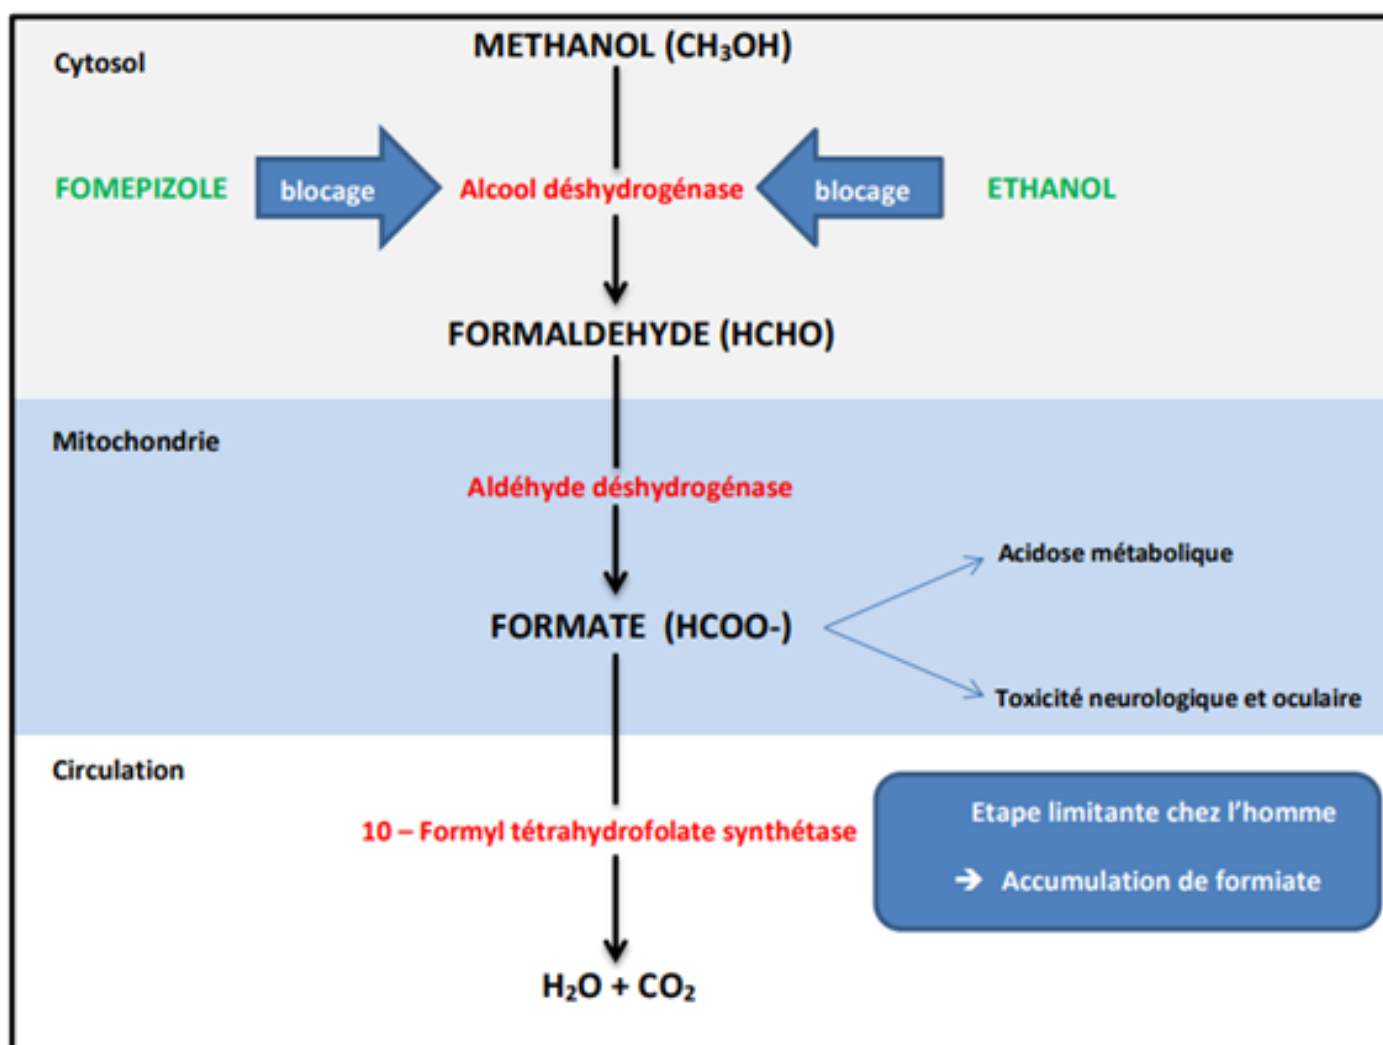 METHANOL (CH₃OH)
Cytosol
FOMEPIZOLE
blocage
Alcool déshydrogénase
blocage
ETHANOL
FORMALDEHYDE (HCHO)
Mitochondrie
Aldéhyde déshydrogénase
Acidose métabolique
FORMATE (HCOO-)
Toxicité neurologique et oculaire
Circulation
10 – Formyl tétrahydrofolate synthétase
Etape limitante chez l'homme
➔ Accumulation de formiate
H₂O + CO₂